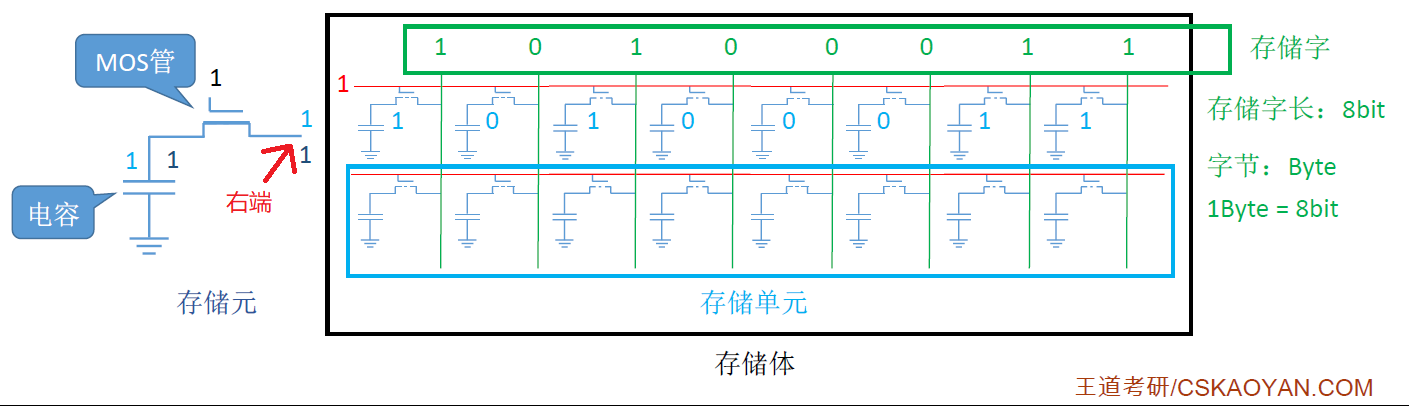 MOS管
1
1
1
1
1
右端
电容
存储元
1 0 1 0 0 0 1 1
存储字
1
1 0 1 0 0 0 1 1
存储字长：8bit
字节：Byte
1Byte = 8bit
存储单元
存储体
王道考研/CSKAOYAN.COM